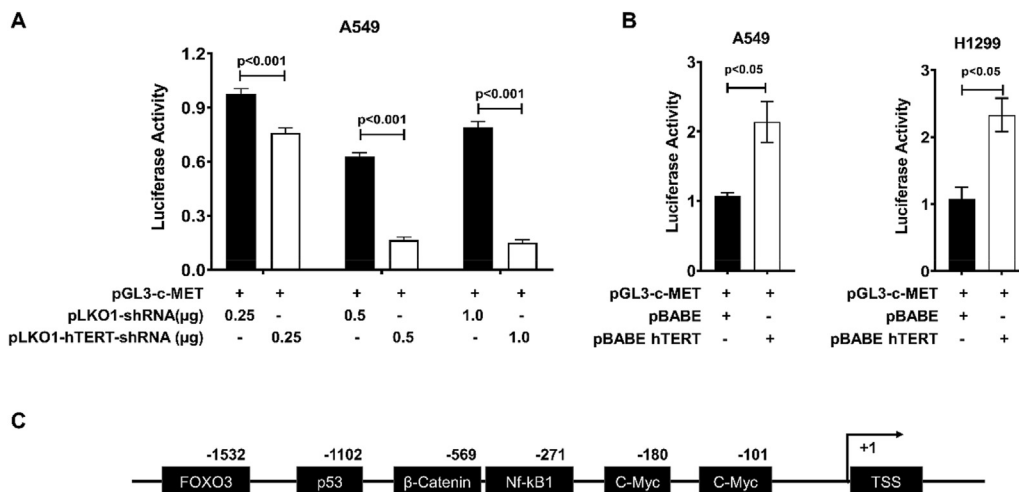 A
A549
Luciferase Activity
1.2
0.9
0.6
0.3
0.0
p<0.001
p<0.001
p<0.001
pGL3-c-MET + + + + + +
pLKO1-shRNA(µg) 0.25 - 0.5 - 1.0 -
pLKO1-hTERT-shRNA (µg) - 0.25 - 0.5 - 1.0
B
A549
Luciferase Activity
3
2
1
0
p<0.05
pGL3-c-MET + +
pBABE + -
pBABE hTERT - +
H1299
Luciferase Activity
3
2
1
0
p<0.05
pGL3-c-MET + +
pBABE + -
pBABE hTERT - +
C
-1532 -1102 -569 -271 -180 -101 +1
FOXO3 p53 β-Catenin Nf-kB1 C-Myc C-Myc TSS